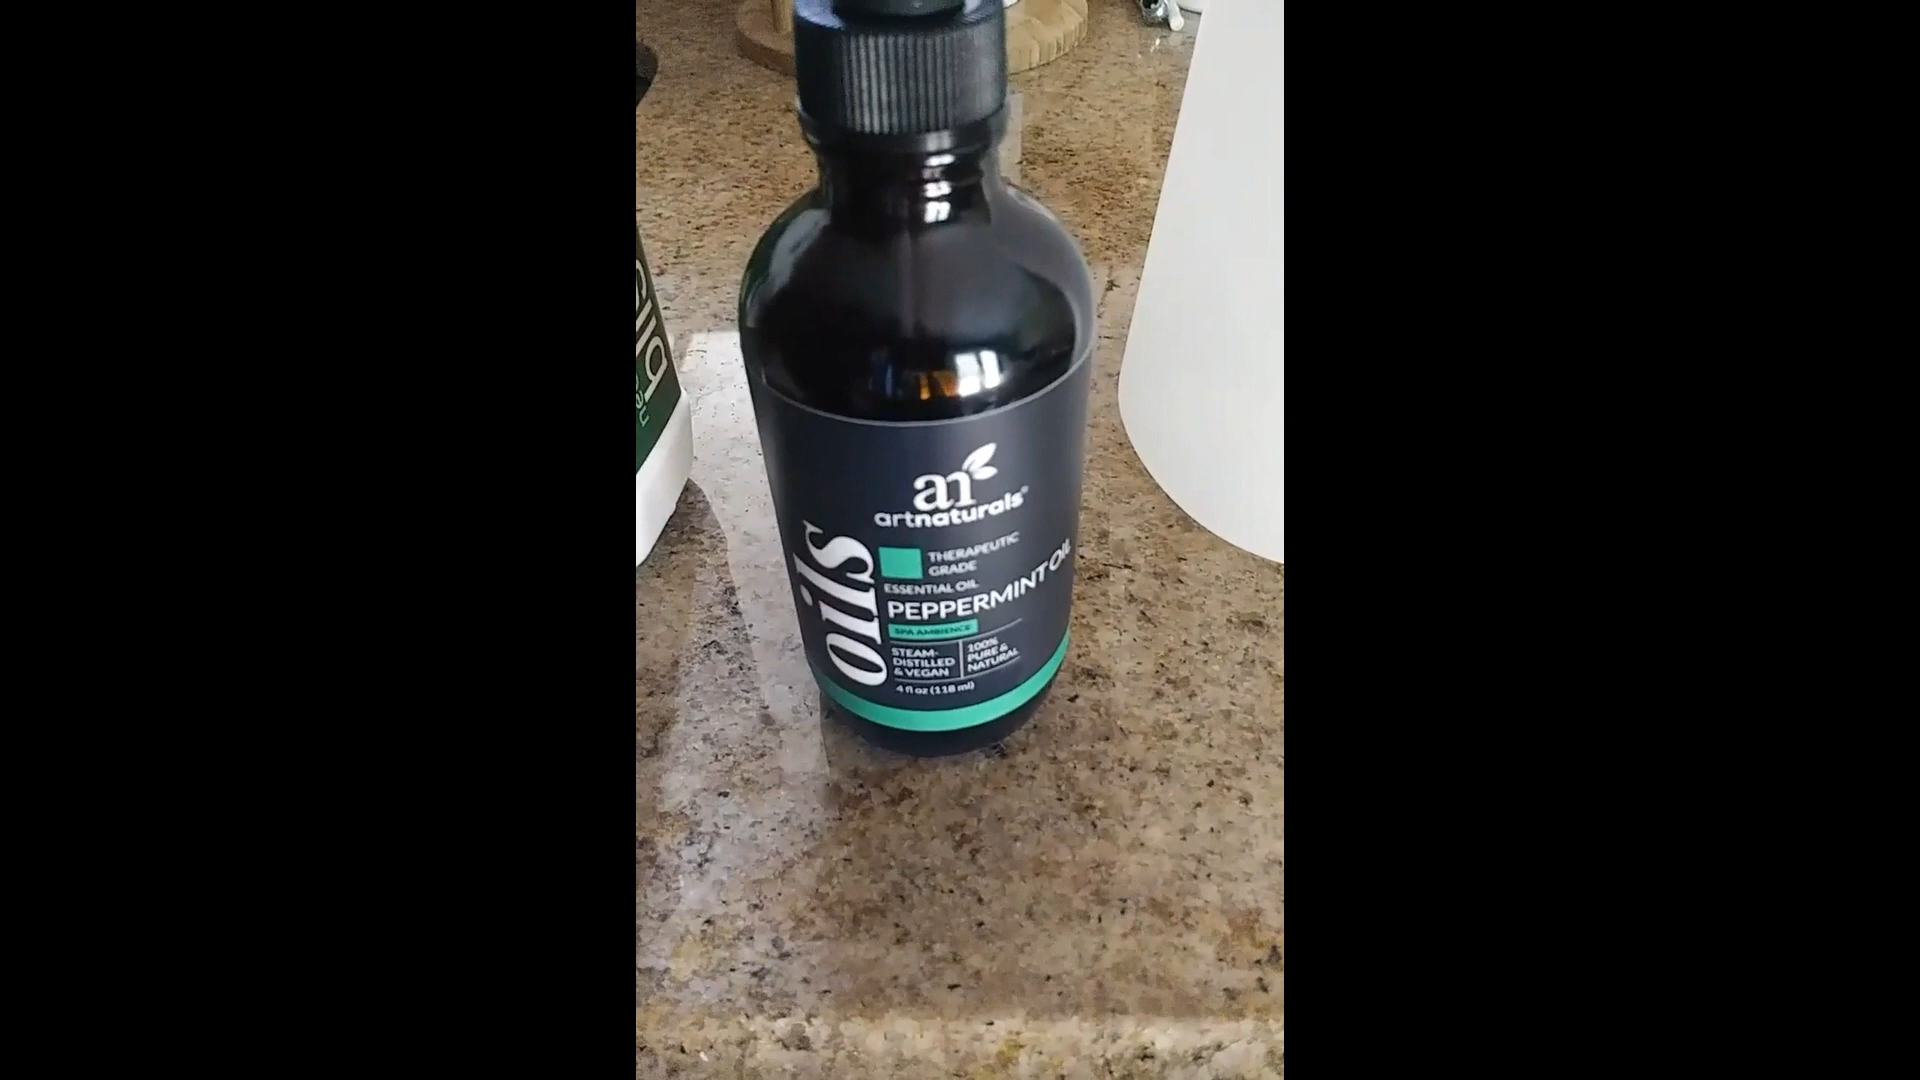 an
artnaturals®
oils
THERAPEUTIC
GRADE
ESSENTIAL OIL
PEPPERMINT OIL
SPA AMBIENCE
STEAM-
DISTILLED
& VEGAN
100%
PURE &
NATURAL
4 fl oz (118 ml)